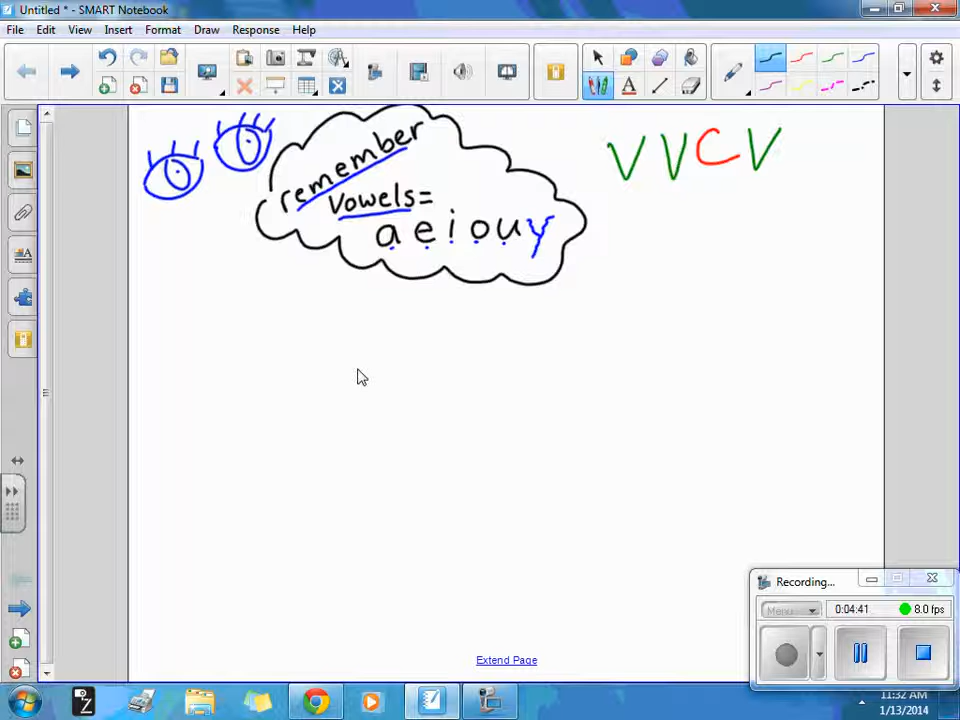 Untitled * - SMART Notebook
File Edit View Insert Format Draw Response Help
remember
Vowels=
a e i o u y
V V C V
Extend Page
Recording...
Menu
0:04:41 8.0 fps
11:32 AM
1/13/2014